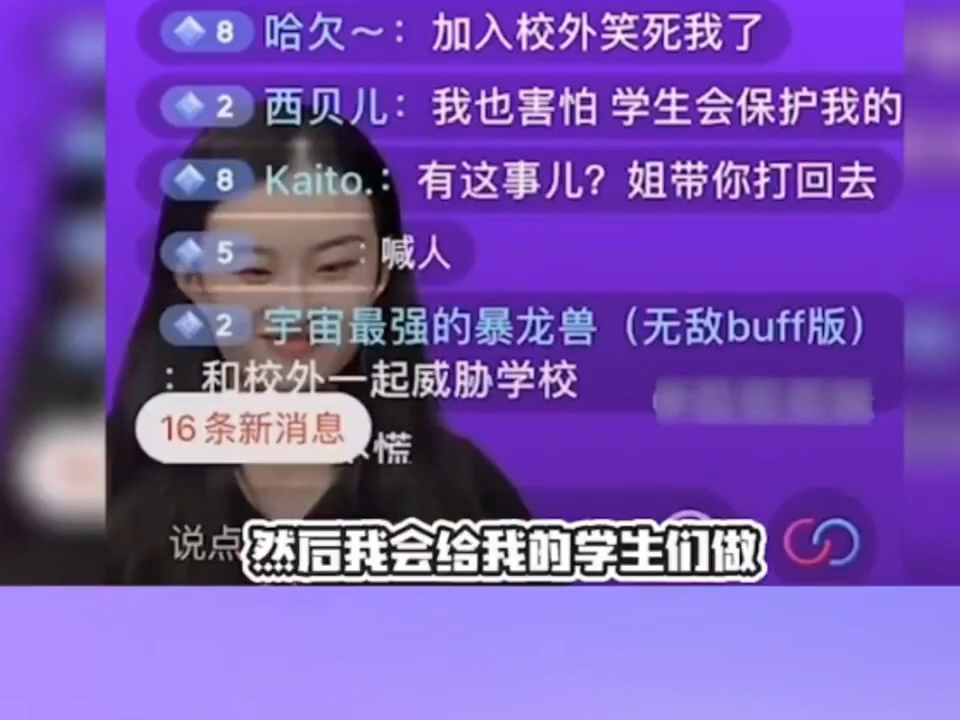 8 哈欠～：加入校外笑死我了
2 西贝儿：我也害怕 学生会保护我的
8 Kaito.：有这事儿？姐带你打回去
5 ：喊人
2 宇宙最强的暴龙兽（无敌buff版）
：和校外一起威胁学校
16条新消息
慌
说点
然后我会给我的学生们做